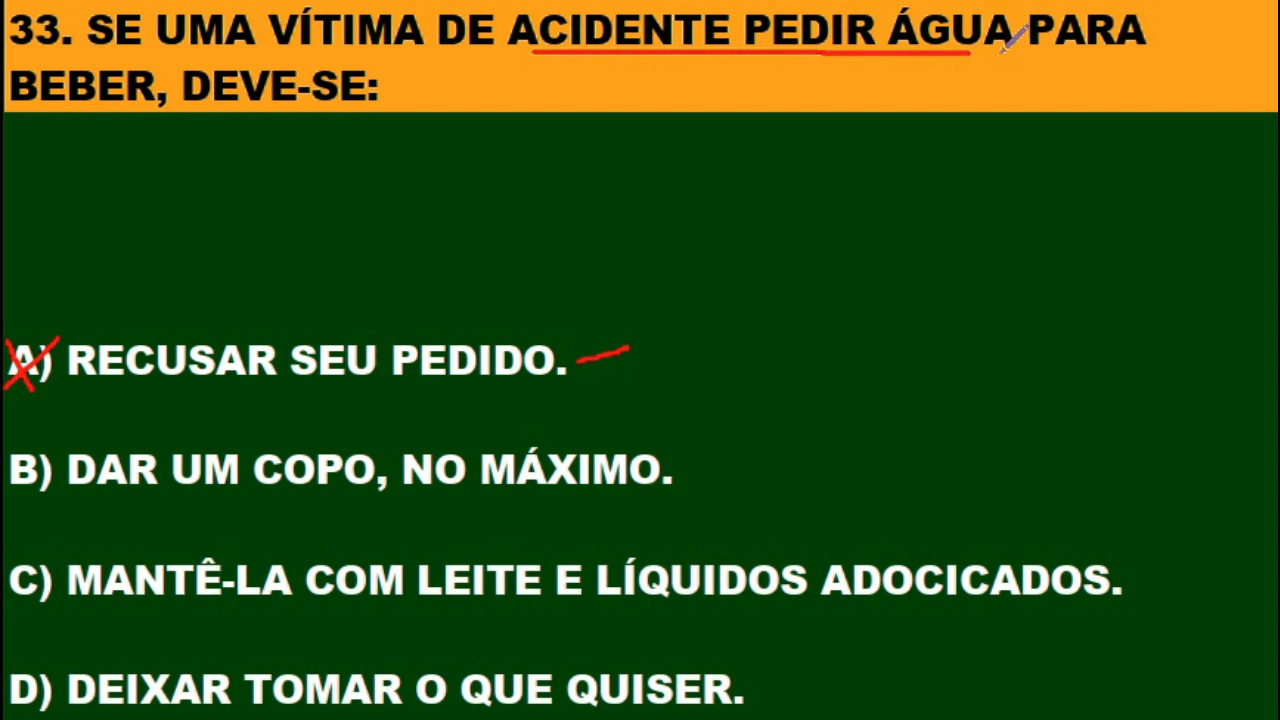 33. SE UMA VÍTIMA DE ACIDENTE PEDIR ÁGUA PARA
BEBER, DEVE-SE:
A) RECUSAR SEU PEDIDO.
B) DAR UM COPO, NO MÁXIMO.
C) MANTÊ-LA COM LEITE E LÍQUIDOS ADOCICADOS.
D) DEIXAR TOMAR O QUE QUISER.